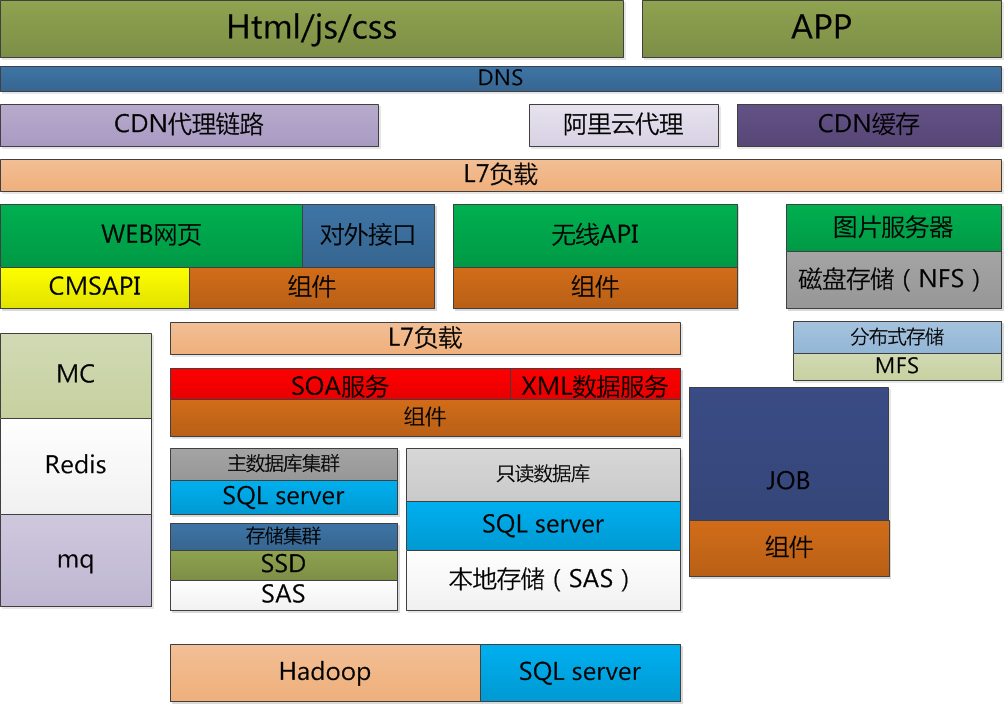 Html/js/css
APP
DNS
CDN代理链路
阿里云代理
CDN缓存
L7负载
WEB网页
对外接口
无线API
图片服务器
CMSAPI
组件
组件
磁盘存储（NFS）
L7负载
分布式存储
MFS
MC
SOA服务
XML数据服务
组件
Redis
主数据库集群
SQL server
只读数据库
SQL server
JOB
mq
存储集群
SSD
SAS
本地存储（SAS）
组件
Hadoop
SQL server